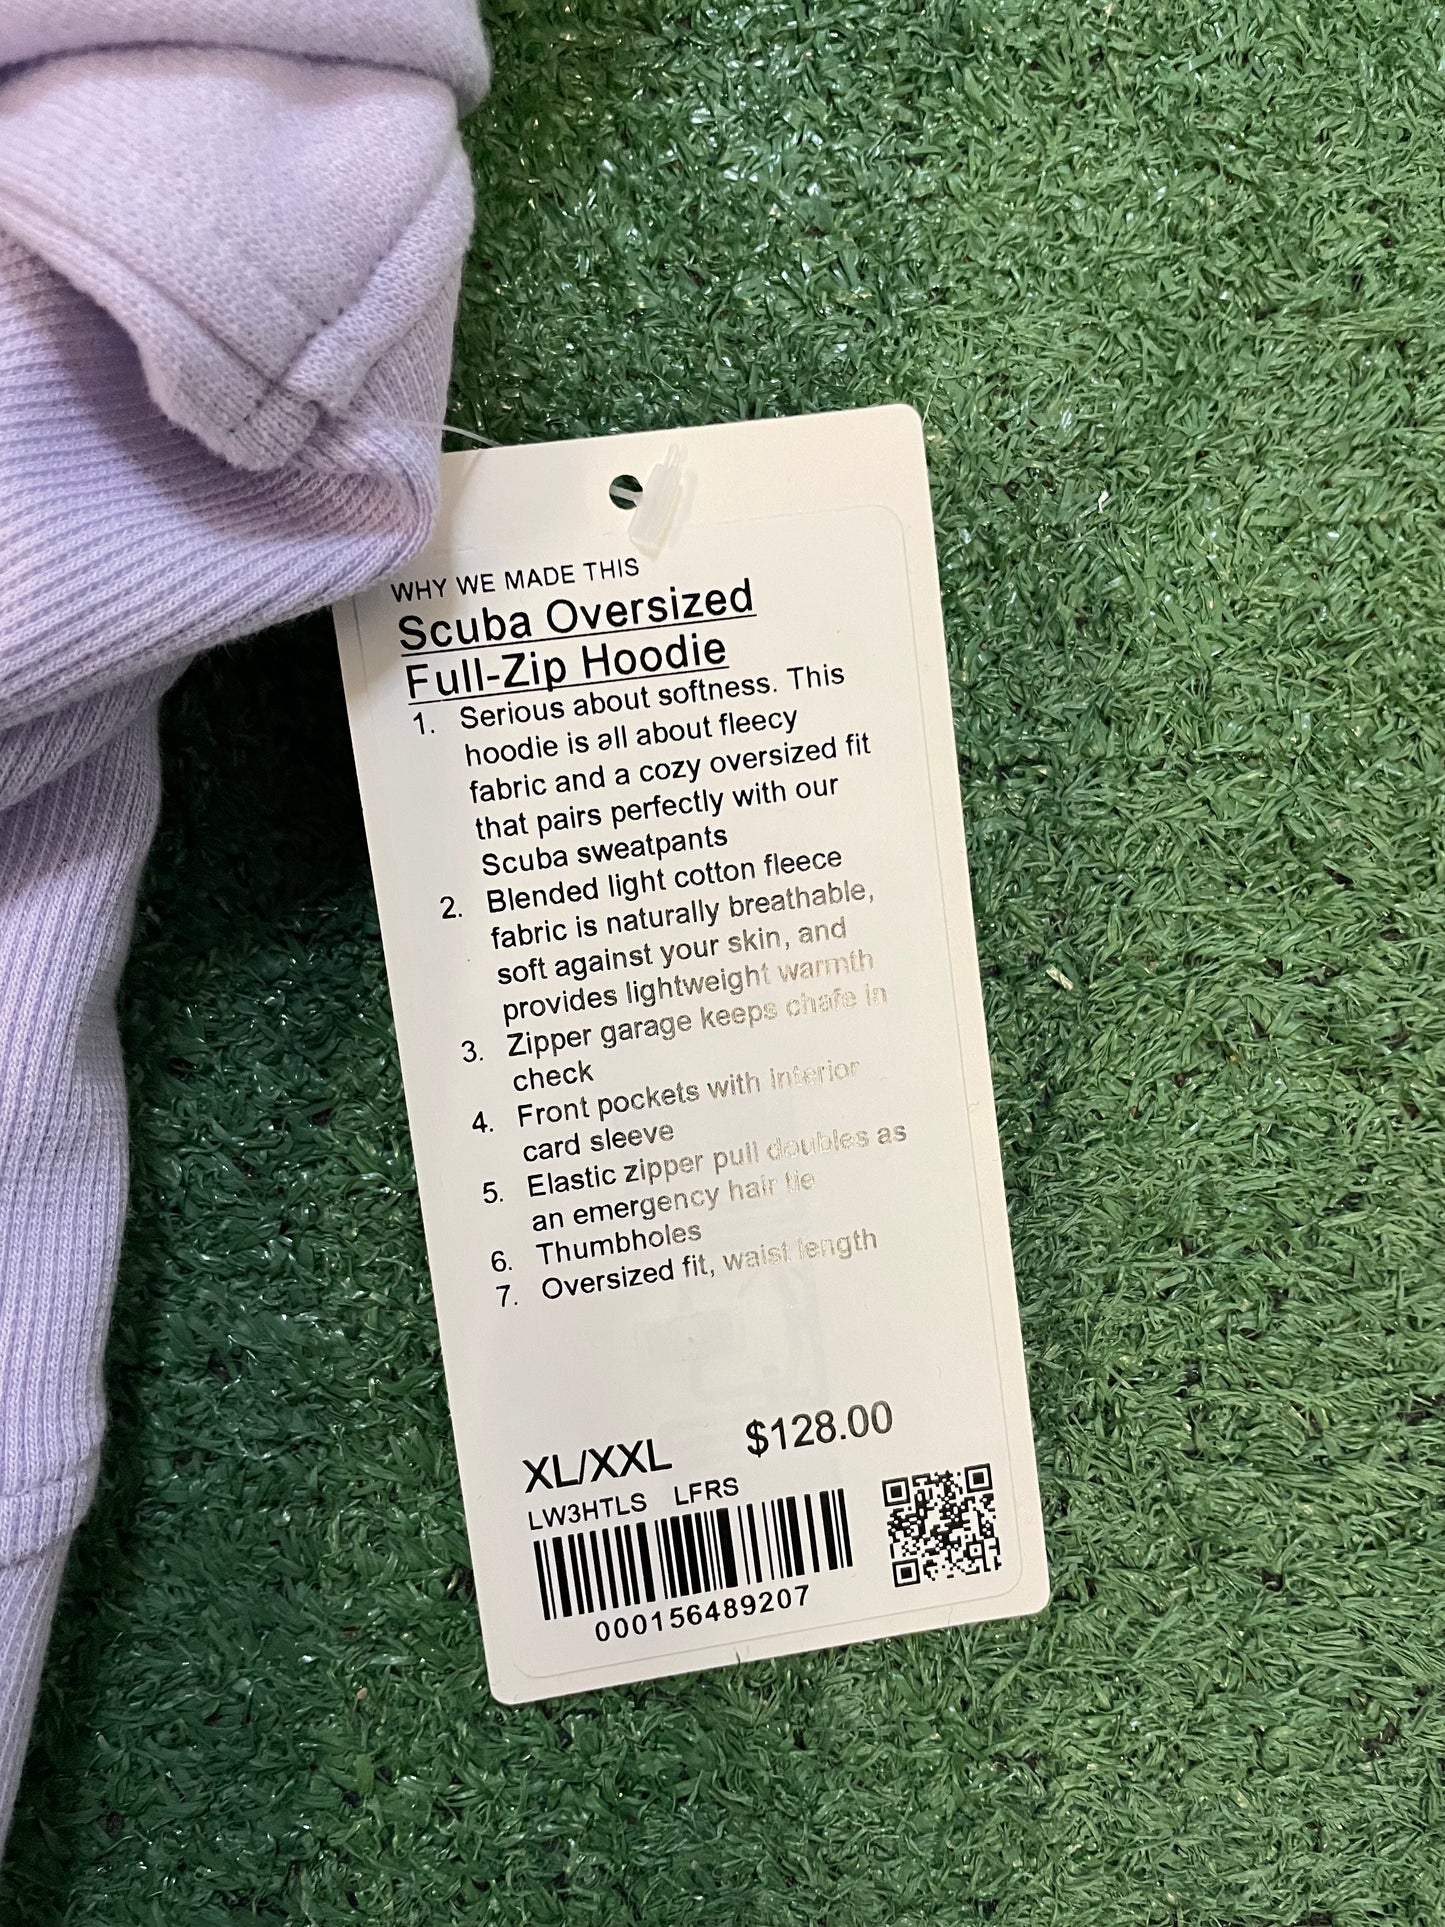 WHY WE MADE THIS
Scuba Oversized
Full-Zip Hoodie
1. Serious about softness. This
hoodie is all about fleecy
fabric and a cozy oversized fit
that pairs perfectly with our
Scuba sweatpants
2. Blended light cotton fleece
fabric is naturally breathable,
soft against your skin, and
provides lightweight warmth
3. Zipper garage keeps chafe in
check
4. Front pockets with interior
card sleeve
5. Elastic zipper pull doubles as
an emergency hair tie
6. Thumbholes
7. Oversized fit, waist length
XL/XXL $128.00
LW3HTLS LFRS
000156489207